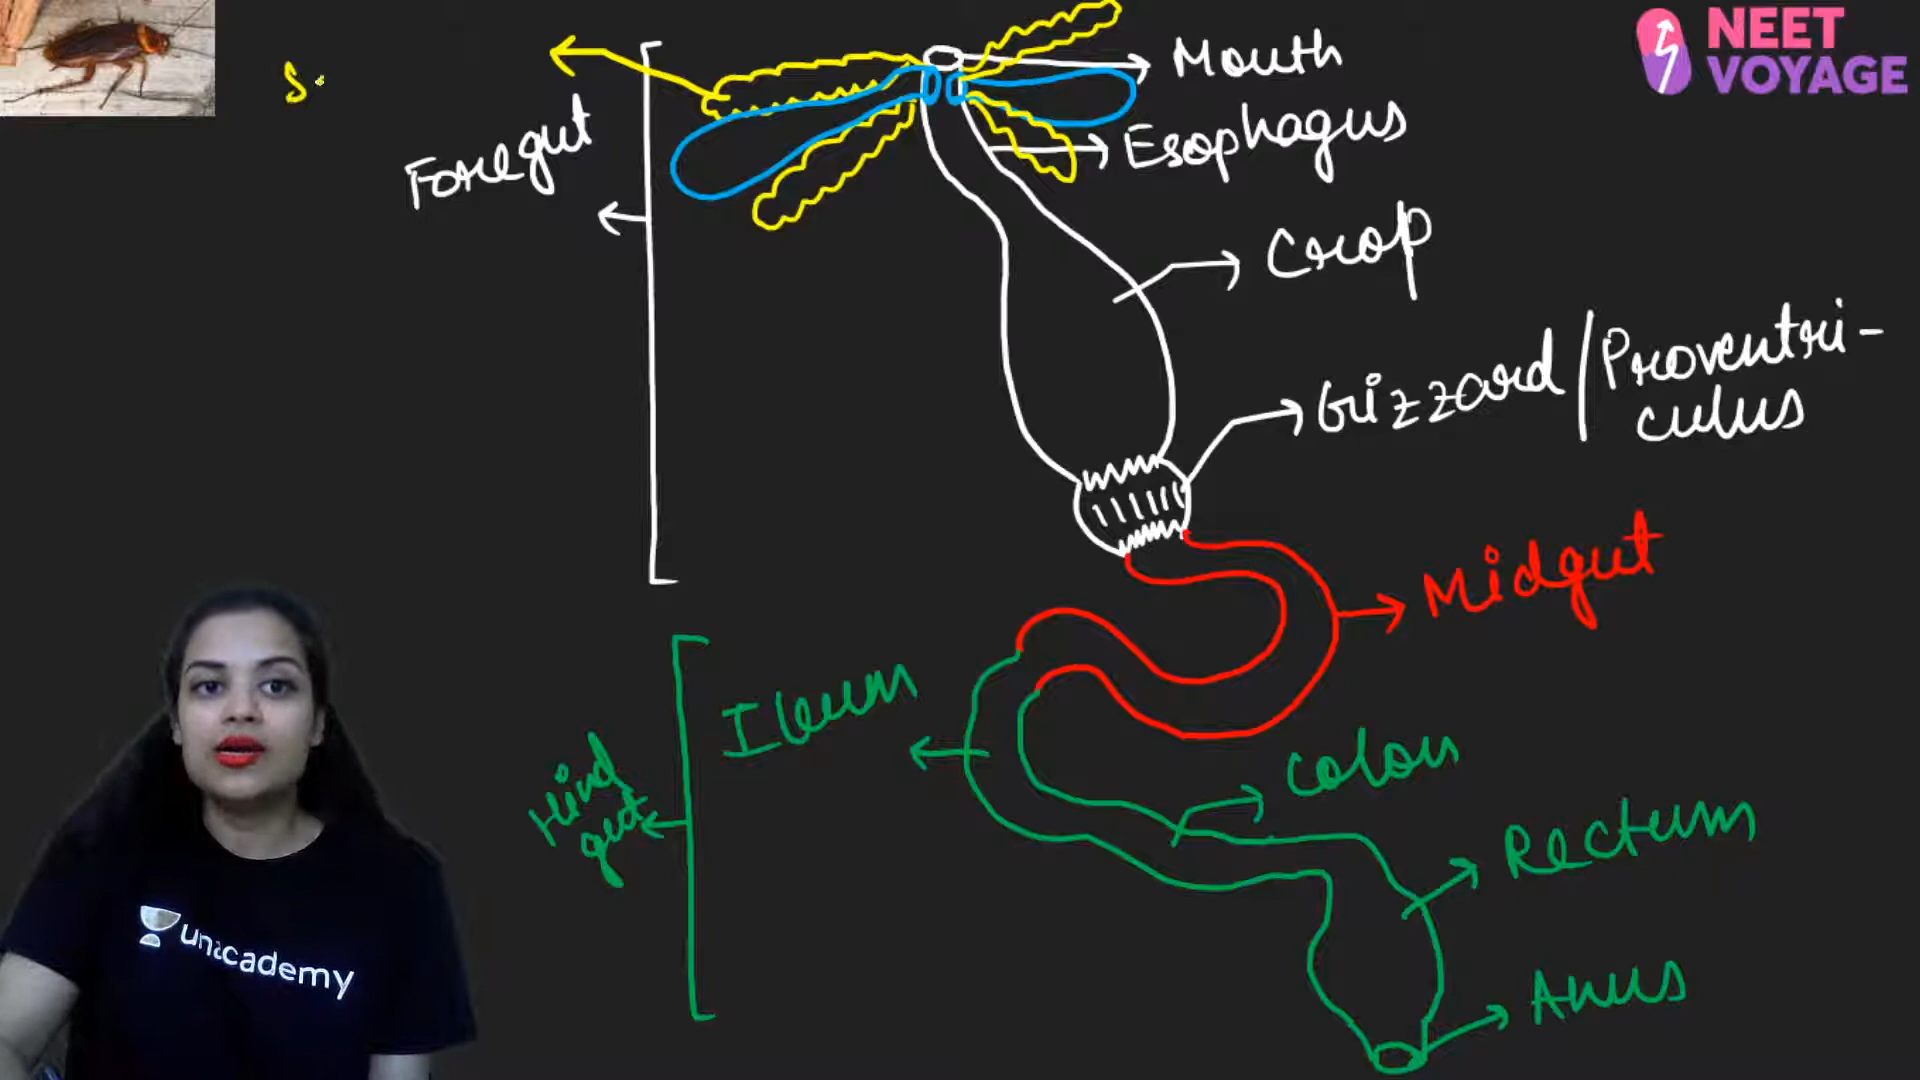 NEET
VOYAGE
S
Mouth
Esophagus
Foregut
Crop
Gizzard/Proventri-
culus
Midgut
Ileum
Colon
Hind
gut
Rectum
Anus
unacademy